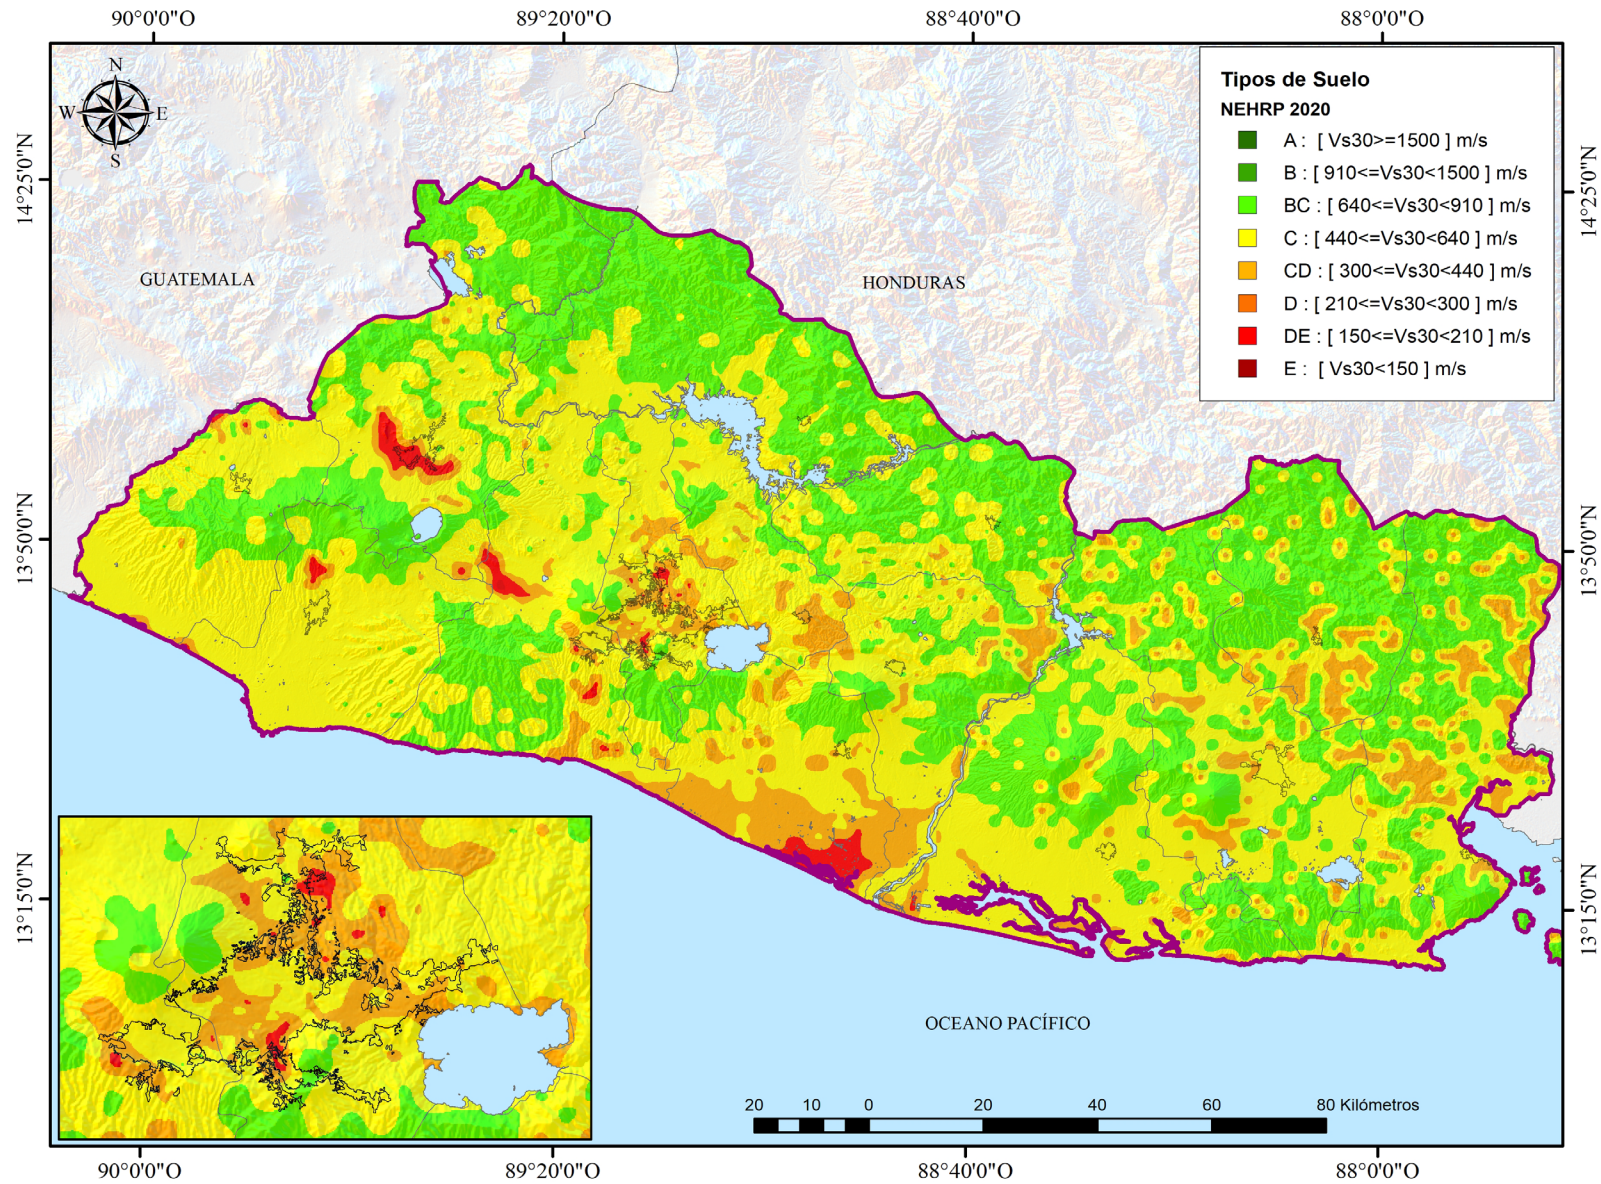 90°0'0"O 89°20'0"O 88°40'0"O 88°0'0"O
N
W E
S
14°25'0"N
13°50'0"N
13°15'0"N
GUATEMALA
HONDURAS
Tipos de Suelo
NEHRP 2020
A : [ Vs30>=1500 ] m/s
B : [ 910<=Vs30<1500 ] m/s
BC : [ 640<=Vs30<910 ] m/s
C : [ 440<=Vs30<640 ] m/s
CD : [ 300<=Vs30<440 ] m/s
D : [ 210<=Vs30<300 ] m/s
DE : [ 150<=Vs30<210 ] m/s
E : [ Vs30<150 ] m/s
14°25'0"N
13°50'0"N
13°15'0"N
OCEANO PACÍFICO
20 10 0 20 40 60 80 Kilómetros
90°0'0"O 89°20'0"O 88°40'0"O 88°0'0"O